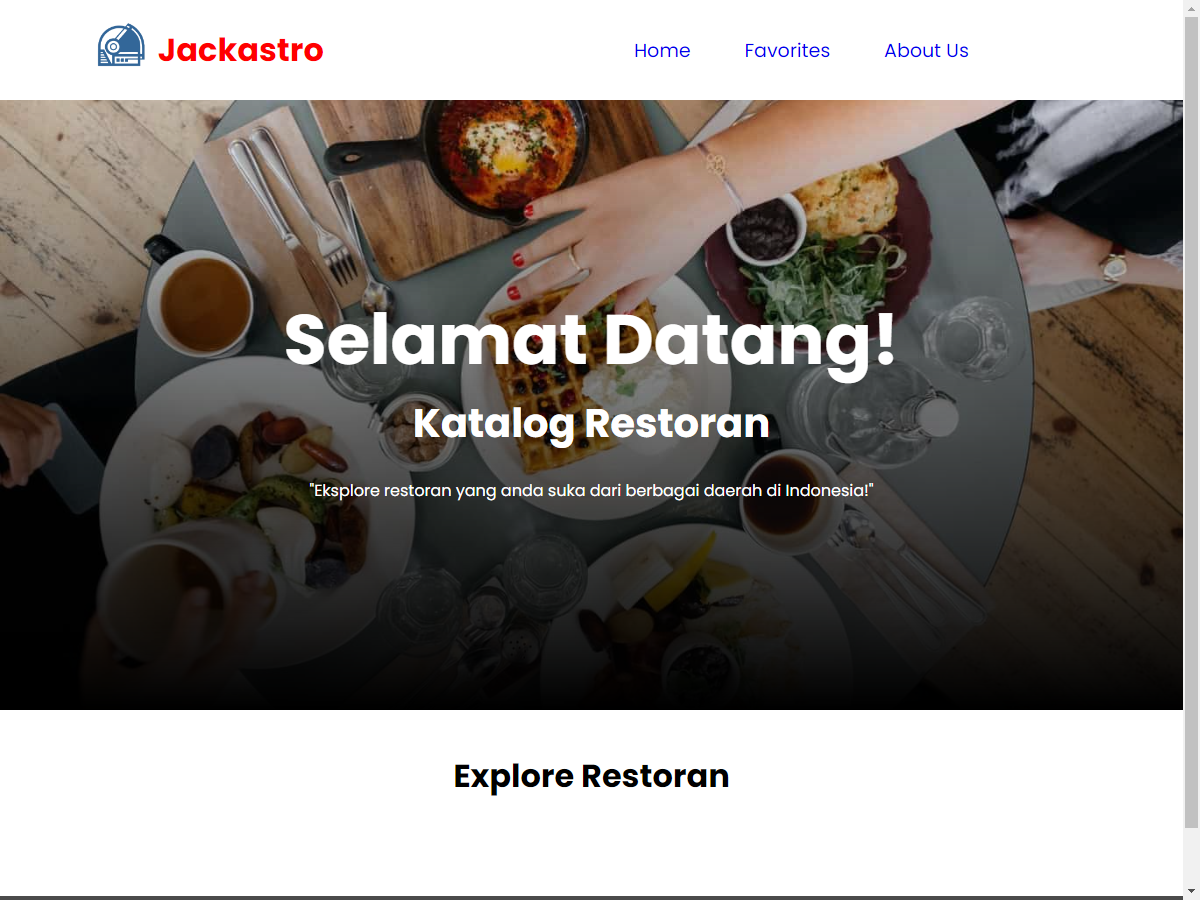 Jackastro
Home
Favorites
About Us
Selamat Datang!
Katalog Restoran
"Eksplore restoran yang anda suka dari berbagai daerah di Indonesia!"
Explore Restoran